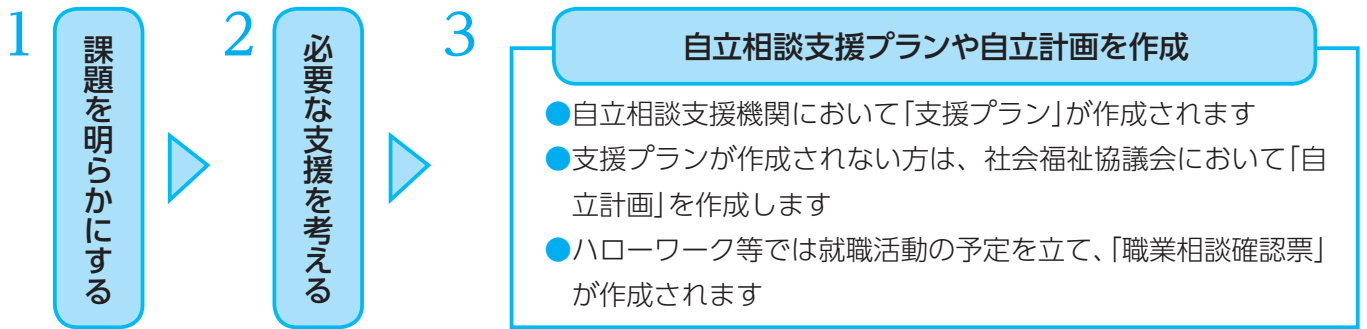 1
課題を明らかにする
2
必要な支援を考える
3
自立相談支援プランや自立計画を作成
●自立相談支援機関において「支援プラン」が作成されます
●支援プランが作成されない方は、社会福祉協議会において「自
立計画」を作成します
●ハローワーク等では就職活動の予定を立て、「職業相談確認票」
が作成されます